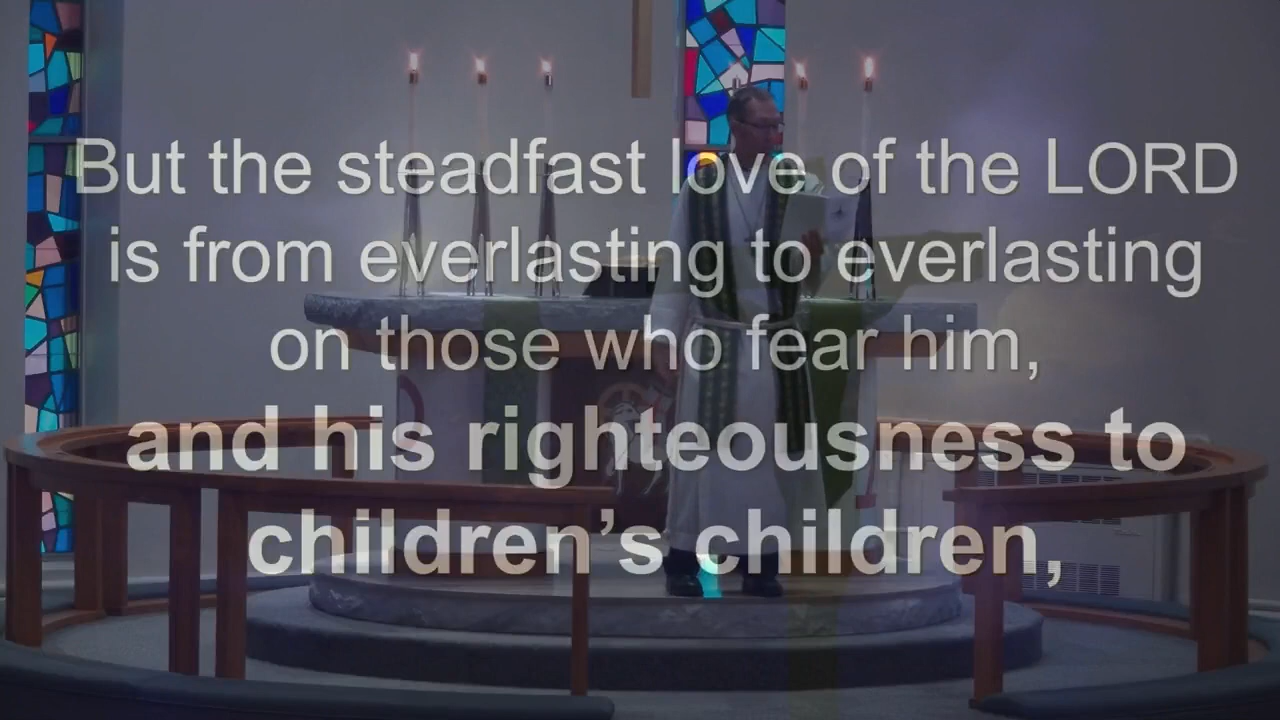 But the steadfast love of the LORD
is from everlasting to everlasting
on those who fear him,
and his righteousness to
children’s children,